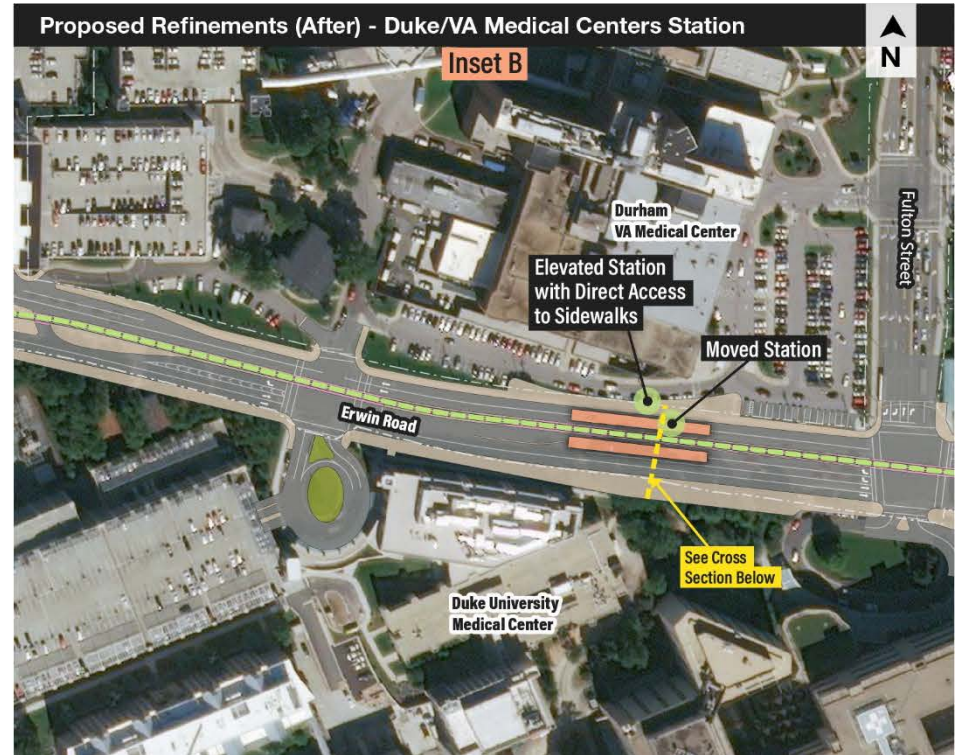 Proposed Refinements (After) - Duke/VA Medical Centers Station
N
Inset B
Fulton Street
Durham
VA Medical Center
Elevated Station
with Direct Access
to Sidewalks
Moved Station
Erwin Road
See Cross
Section Below
Duke University
Medical Center